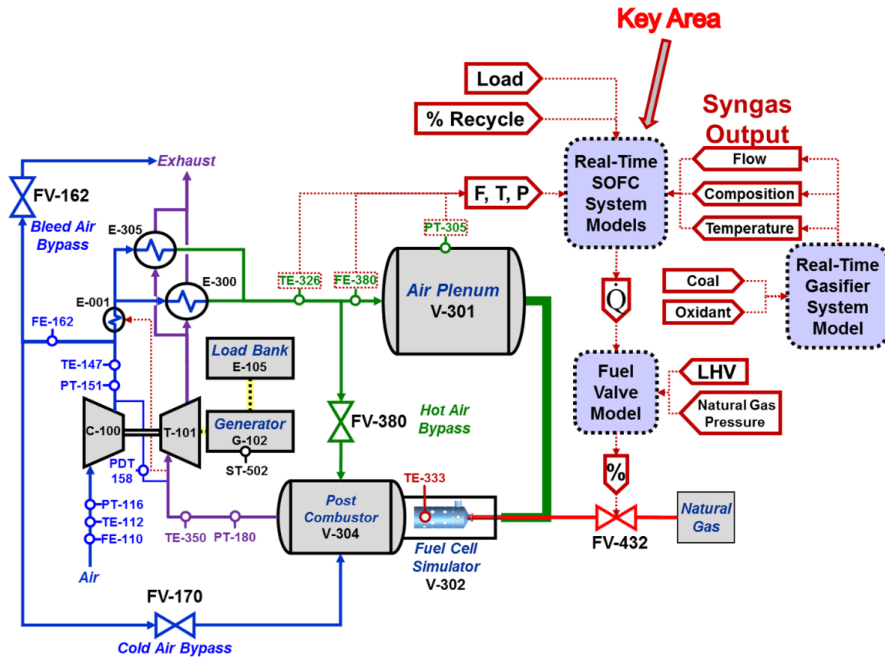 Key Area
Load
% Recycle
Syngas
Output
Exhaust
FV-162
Bleed Air
Bypass
E-305
E-300
E-001
FE-162
TE-147
PT-151
C-100
T-101
PDT
158
PT-116
TE-112
FE-110
Air
Load Bank
E-105
Generator
G-102
ST-502
TE-326
FE-380
PT-305
F, T, P
Real-Time
SOFC
System
Models
Flow
Composition
Temperature
Coal
Oxidant
Real-Time
Gasifier
System
Model
Air Plenum
V-301
Q̇
Fuel
Valve
Model
LHV
Natural Gas
Pressure
%
FV-380
Hot Air
Bypass
TE-333
Post
Combustor
V-304
Fuel Cell
Simulator
V-302
TE-350
PT-180
FV-432
Natural
Gas
FV-170
Cold Air Bypass